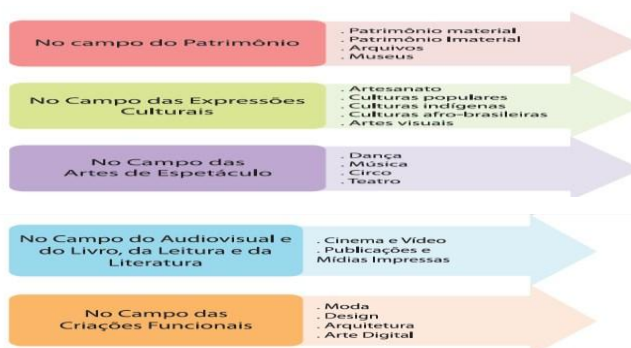 No campo do Patrimônio
. Patrimônio material
. Patrimônio Imaterial
. Arquivos
. Museus
No Campo das Expressões
Culturais
. Artesanato
. Culturas populares
. Culturas indígenas
. Culturas afro-brasileiras
. Artes visuais
No Campo das
Artes de Espetáculo
. Dança
. Música
. Circo
. Teatro
No Campo do Audiovisual e
do Livro, da Leitura e da
Literatura
. Cinema e Vídeo
. Publicações e
Mídias Impressas
No Campo das
Criações Funcionais
. Moda
. Design
. Arquitetura
. Arte Digital